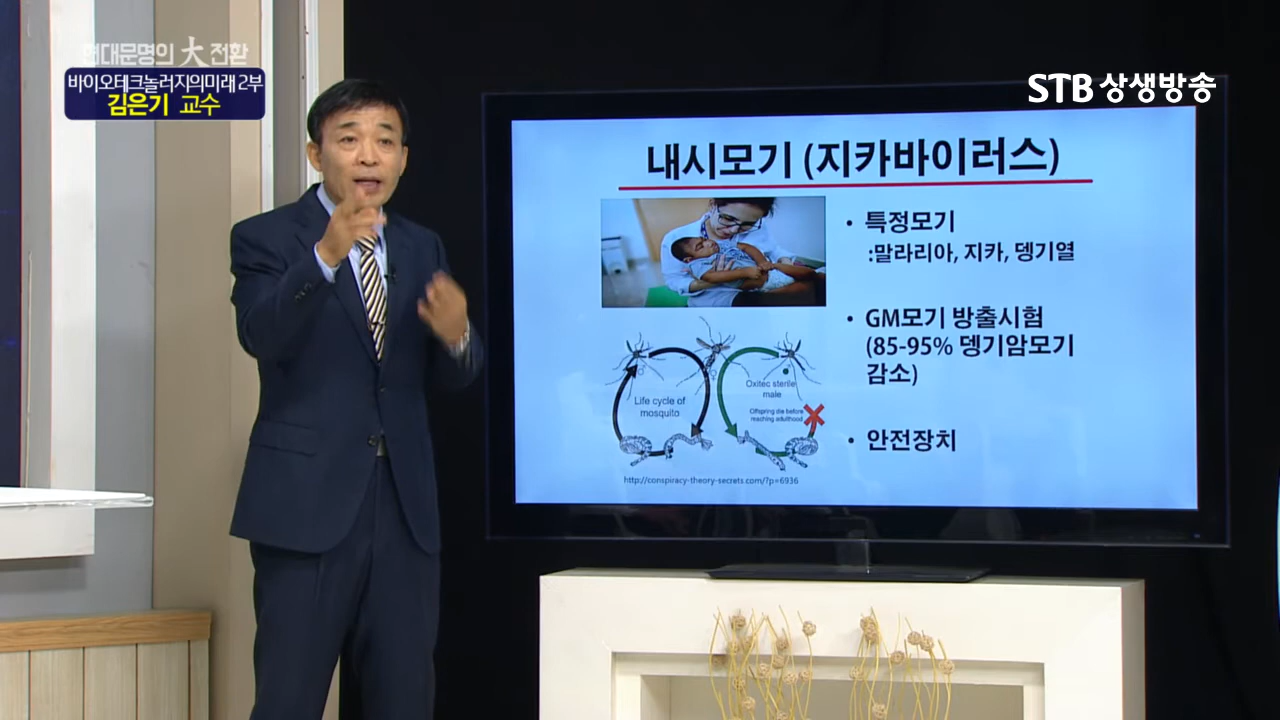 현대문명의 大 전환
바이오테크놀러지의미래 2부
김은기 교수
STB 상생방송
내시모기 (지카바이러스)
• 특정모기
:말라리아, 지카, 뎅기열
• GM모기 방출시험
(85-95% 뎅기암모기
감소)
• 안전장치
Life cycle of
mosquito
Oxitec sterile
male
Offspring die before
reaching adulthood
http://conspiracy-theory-secrets.com/?p=6936